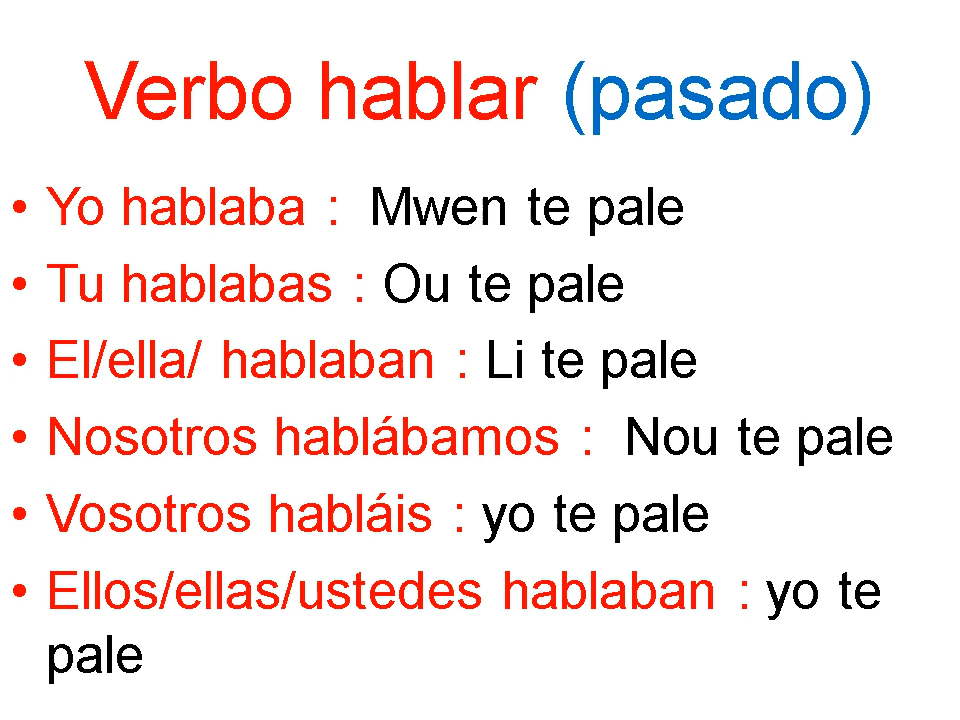 Verbo hablar (pasado)
• Yo hablaba :  Mwen te pale
• Tu hablabas : Ou te pale
• El/ella/ hablaban : Li te pale
• Nosotros hablábamos :  Nou te pale
• Vosotros habláis : yo te pale
• Ellos/ellas/ustedes hablaban : yo te
pale